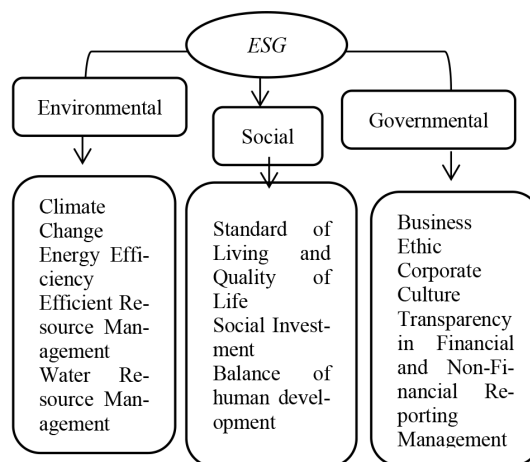 ESG
Environmental
Social
Governmental
Climate
Change
Energy Effi-
ciency
Efficient Re-
source Man-
agement
Water Re-
source Man-
agement
Standard of
Living and
Quality of
Life
Social Invest-
ment
Balance of
human devel-
opment
Business
Ethic
Corporate
Culture
Transparency
in Financial
and Non-Fi-
nancial Re-
porting
Management